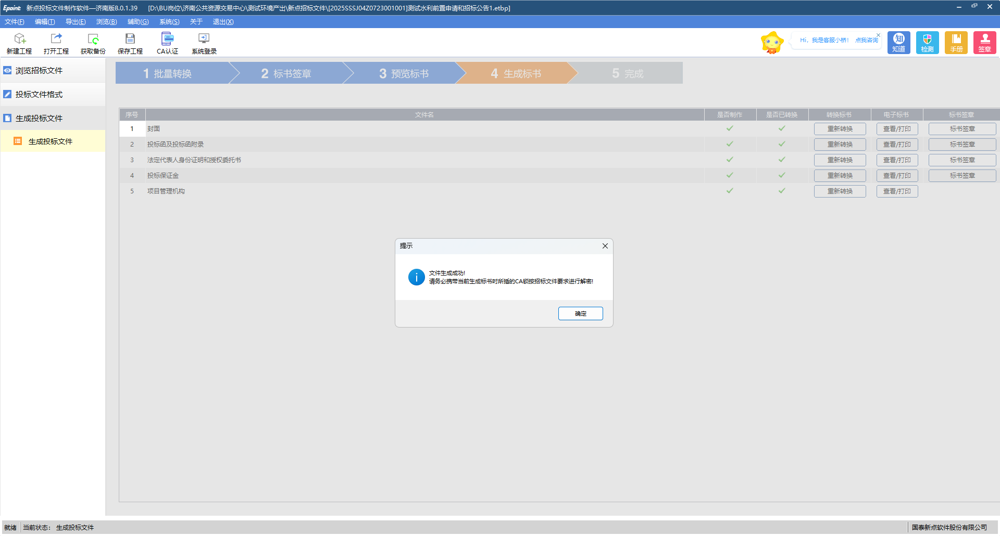 Epoint 新点投标文件制作软件—济南版8.0.1.39 [D:\BU岗位\济南公共资源交易中心\测试环境产出\新点招标文件\[2025SSSJ04Z0723001001]测试水利前置申请和招标公告1.etbp]
文件(F) 编辑(T) 导出(E) 浏览(B) 辅助(G) 系统(S) 关于 退出(X)
新建工程 打开工程 获取备份 保存工程 CA认证 系统登录
Hi，我是客服小桥！ 点我咨询
知
知道 检测 手册 签章
浏览招标文件
投标文件格式
生成投标文件
生成投标文件
1 批量转换 2 标书签章 3 预览标书 4 生成标书 5 完成
序号 文件名 是否制作 是否已转换 转换标书 电子标书 标书签章
1 封面 重新转换 查看/打印 标书签章
2 投标函及投标函附录 重新转换 查看/打印 标书签章
3 法定代表人身份证明和授权委托书 重新转换 查看/打印 标书签章
4 投标保证金 重新转换 查看/打印 标书签章
5 项目管理机构 重新转换 查看/打印
提示
文件生成成功!
请务必携带当前生成标书时所插的CA锁按招标文件要求进行解密!
确定
就绪 当前状态： 生成投标文件 国泰新点软件股份有限公司